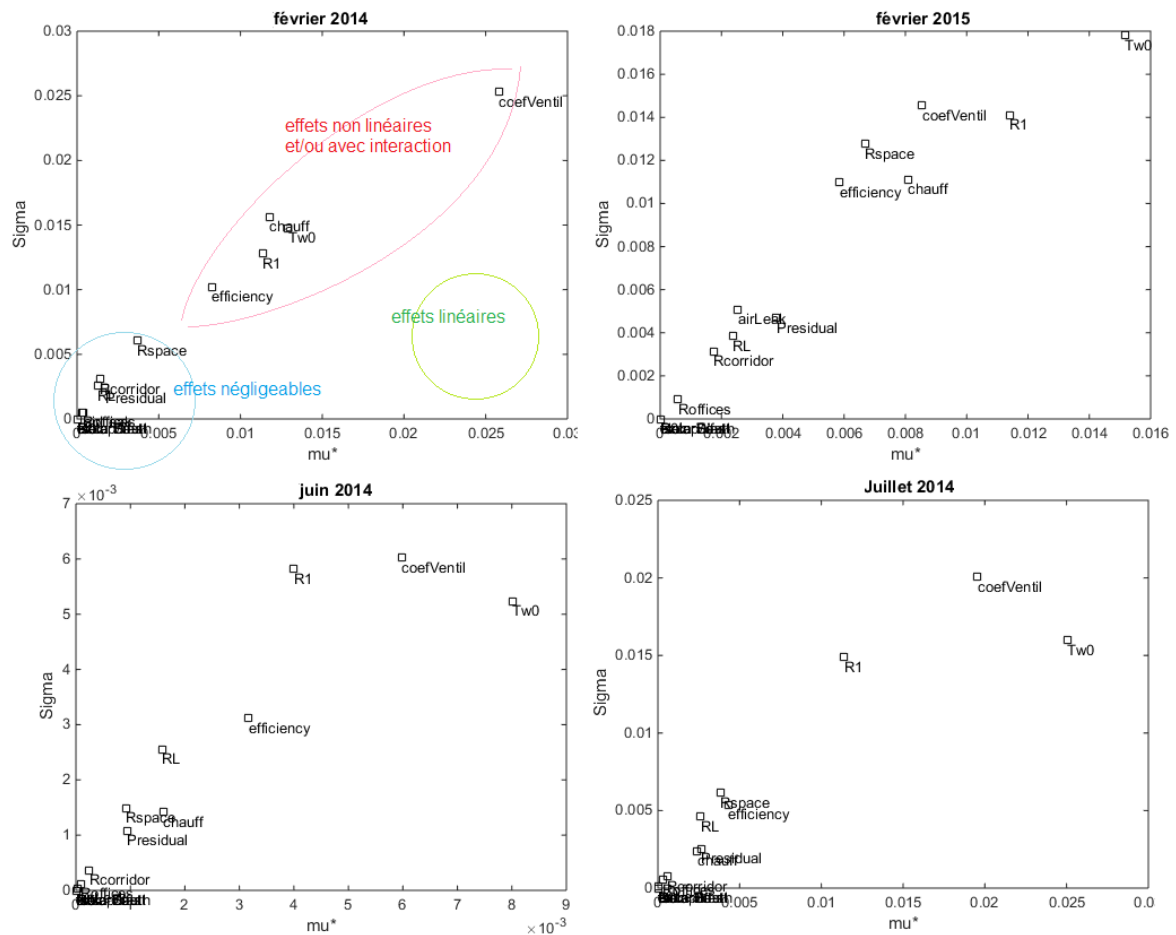 février 2014
0.03
0.025
0.02
0.015
0.01
0.005
0
Sigma
coefVentil
effets non linéaires
et/ou avec interaction
chauff
Tw0
R1
efficiency
effets linéaires
Rspace
effets négligeables
Rcorridor
Presidual
0 0.005 0.01 0.015 0.02 0.025 0.03
mu*
février 2015
0.018
0.016
0.014
0.012
0.01
0.008
0.006
0.004
0.002
0
Sigma
Tw0
coefVentil
R1
Rspace
efficiency
chauff
airLeak
Presidual
RL
Rcorridor
Roffices
0.002 0.004 0.006 0.008 0.01 0.012 0.014 0.016
mu*
juin 2014
×10⁻³
7
6
5
4
3
2
1
0
Sigma
coefVentil
R1
Tw0
efficiency
RL
Rspace
chauff
Presidual
Rcorridor
Roffices
2 3 4 5 6 7 8 9
mu*
×10⁻³
Juillet 2014
0.025
0.02
0.015
0.01
0.005
0
Sigma
coefVentil
Tw0
R1
Rspace
efficiency
RL
Presidual
chauff
Rcorridor
0.005 0.01 0.015 0.02 0.025 0.0
mu*